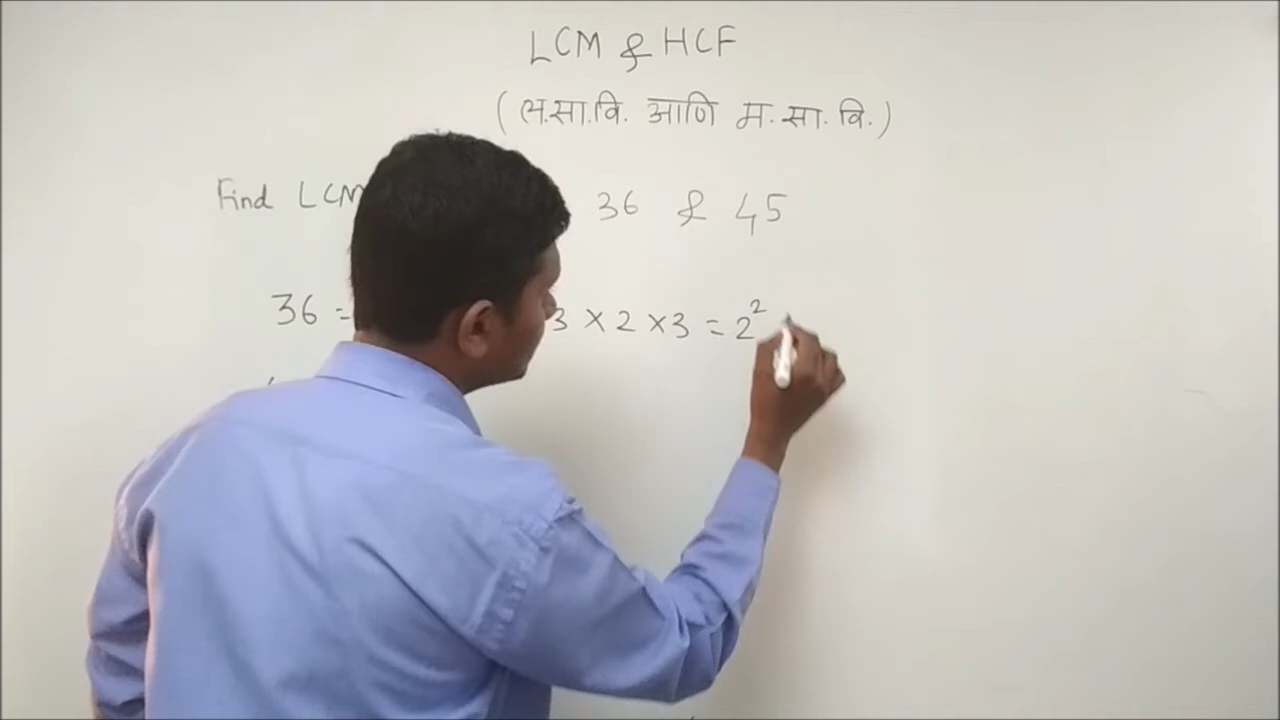 LCM & HCF
(ल.सा.वि. आणि म.सा.वि.)
Find LCM 36 & 45
36 = 3 × 2 × 3 = 2²